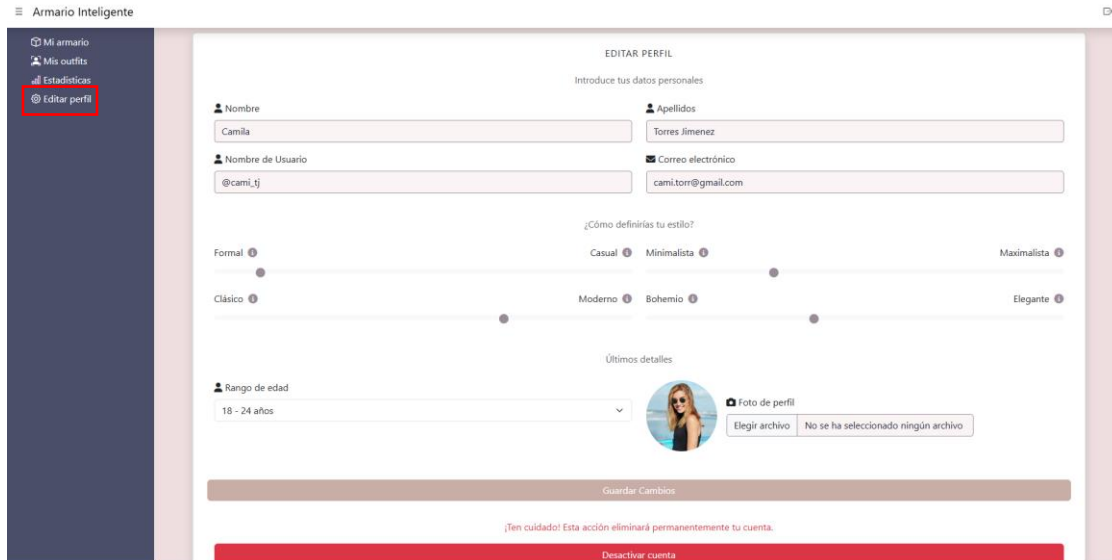 Armario Inteligente
Mi armario
Mis outfits
Estadísticas
Editar perfil
EDITAR PERFIL
Introduce tus datos personales
Nombre
Apellidos
Camila
Torres Jimenez
Nombre de Usuario
Correo electrónico
@cami_tj
cami.torr@gmail.com
¿Cómo definirías tu estilo?
Formal Casual Minimalista Maximalista
Clásico Moderno Bohemio Elegante
Últimos detalles
Rango de edad
18 - 24 años
Foto de perfil
Elegir archivo No se ha seleccionado ningún archivo
Guardar Cambios
¡Ten cuidado! Esta acción eliminará permanentemente tu cuenta.
Desactivar cuenta